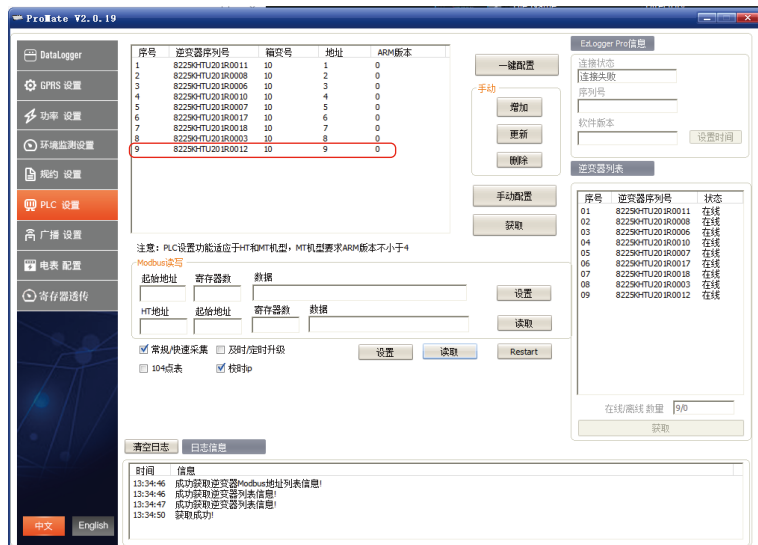 ProMate V2.0.19
DataLogger
GPRS 设置
功率 设置
环境监测设置
规约 设置
PLC 设置
广播 设置
电表 配置
寄存器透传
中文 English
序号 逆变器序列号 箱变号 地址 ARM版本
1 8225KHTU201R0011 10 1 0
2 8225KHTU201R0008 10 2 0
3 8225KHTU201R0006 10 3 0
4 8225KHTU201R0010 10 4 0
5 8225KHTU201R0007 10 5 0
6 8225KHTU201R0017 10 6 0
7 8225KHTU201R0018 10 7 0
8 8225KHTU201R0003 10 8 0
9 8225KHTU201R0012 10 9 0
一键配置
手动
增加
更新
删除
手动配置
获取
注意：PLC设置功能适应于HT和MT机型，MT机型要求ARM版本不小于4
Modbus读写
起始地址 寄存器数 数据
设置
HT地址 起始地址 寄存器数 数据
读取
常规/快速采集 及时/定时升级 设置 读取 Restart
104点表 校时ip
清空日志 日志信息
时间 信息
13:34:46 成功获取逆变器Modbus地址列表信息!
13:34:46 成功获取逆变器列表信息!
13:34:47 成功获取逆变器列表信息!
13:34:50 获取成功!
EzLogger Pro信息
连接状态
连接失败
序列号
软件版本
设置时间
逆变器列表
序号 逆变器序列号 状态
01 8225KHTU201R0011 在线
02 8225KHTU201R0008 在线
03 8225KHTU201R0006 在线
04 8225KHTU201R0010 在线
05 8225KHTU201R0007 在线
06 8225KHTU201R0017 在线
07 8225KHTU201R0018 在线
08 8225KHTU201R0003 在线
09 8225KHTU201R0012 在线
在线/离线 数量 9/0
获取